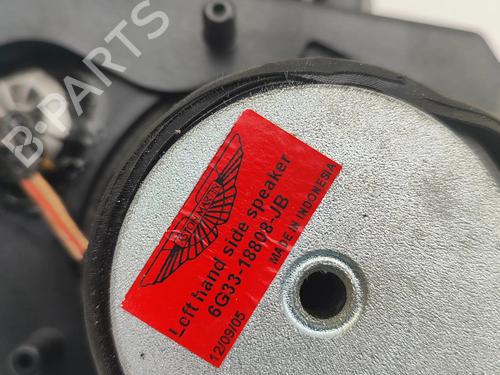 B-PARTS
ASTON MARTIN
Left hand side speaker
6G33-18808-JB
12/09/05
MADE IN INDONESIA